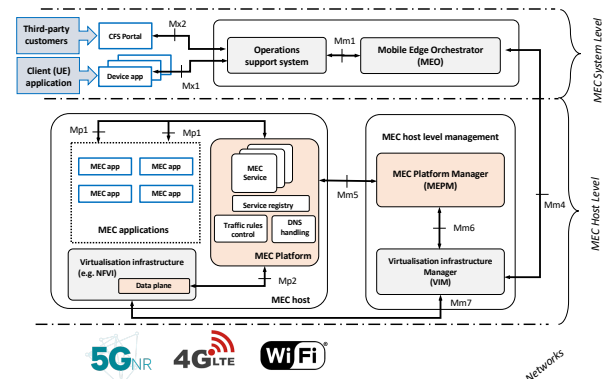 Third-party
customers
CFS Portal
Mx2
Client (UE)
application
Device app
Mx1
Operations
support system
Mm1
Mobile Edge Orchestrator
(MEO)
MEC System Level
Mp1
Mp1
MEC app
MEC app
MEC app
MEC app
MEC applications
MEC
Service
Service registry
Traffic rules
control
DNS
handling
MEC Platform
Virtualisation infrastructure
(e.g. NFVI)
Data plane
Mp2
MEC host
Mm5
MEC host level management
MEC Platform Manager
(MEPM)
Mm6
Virtualisation infrastructure
Manager
(VIM)
Mm7
Mm4
MEC Host Level
5G NR
4G LTE
WiFi®
Networks